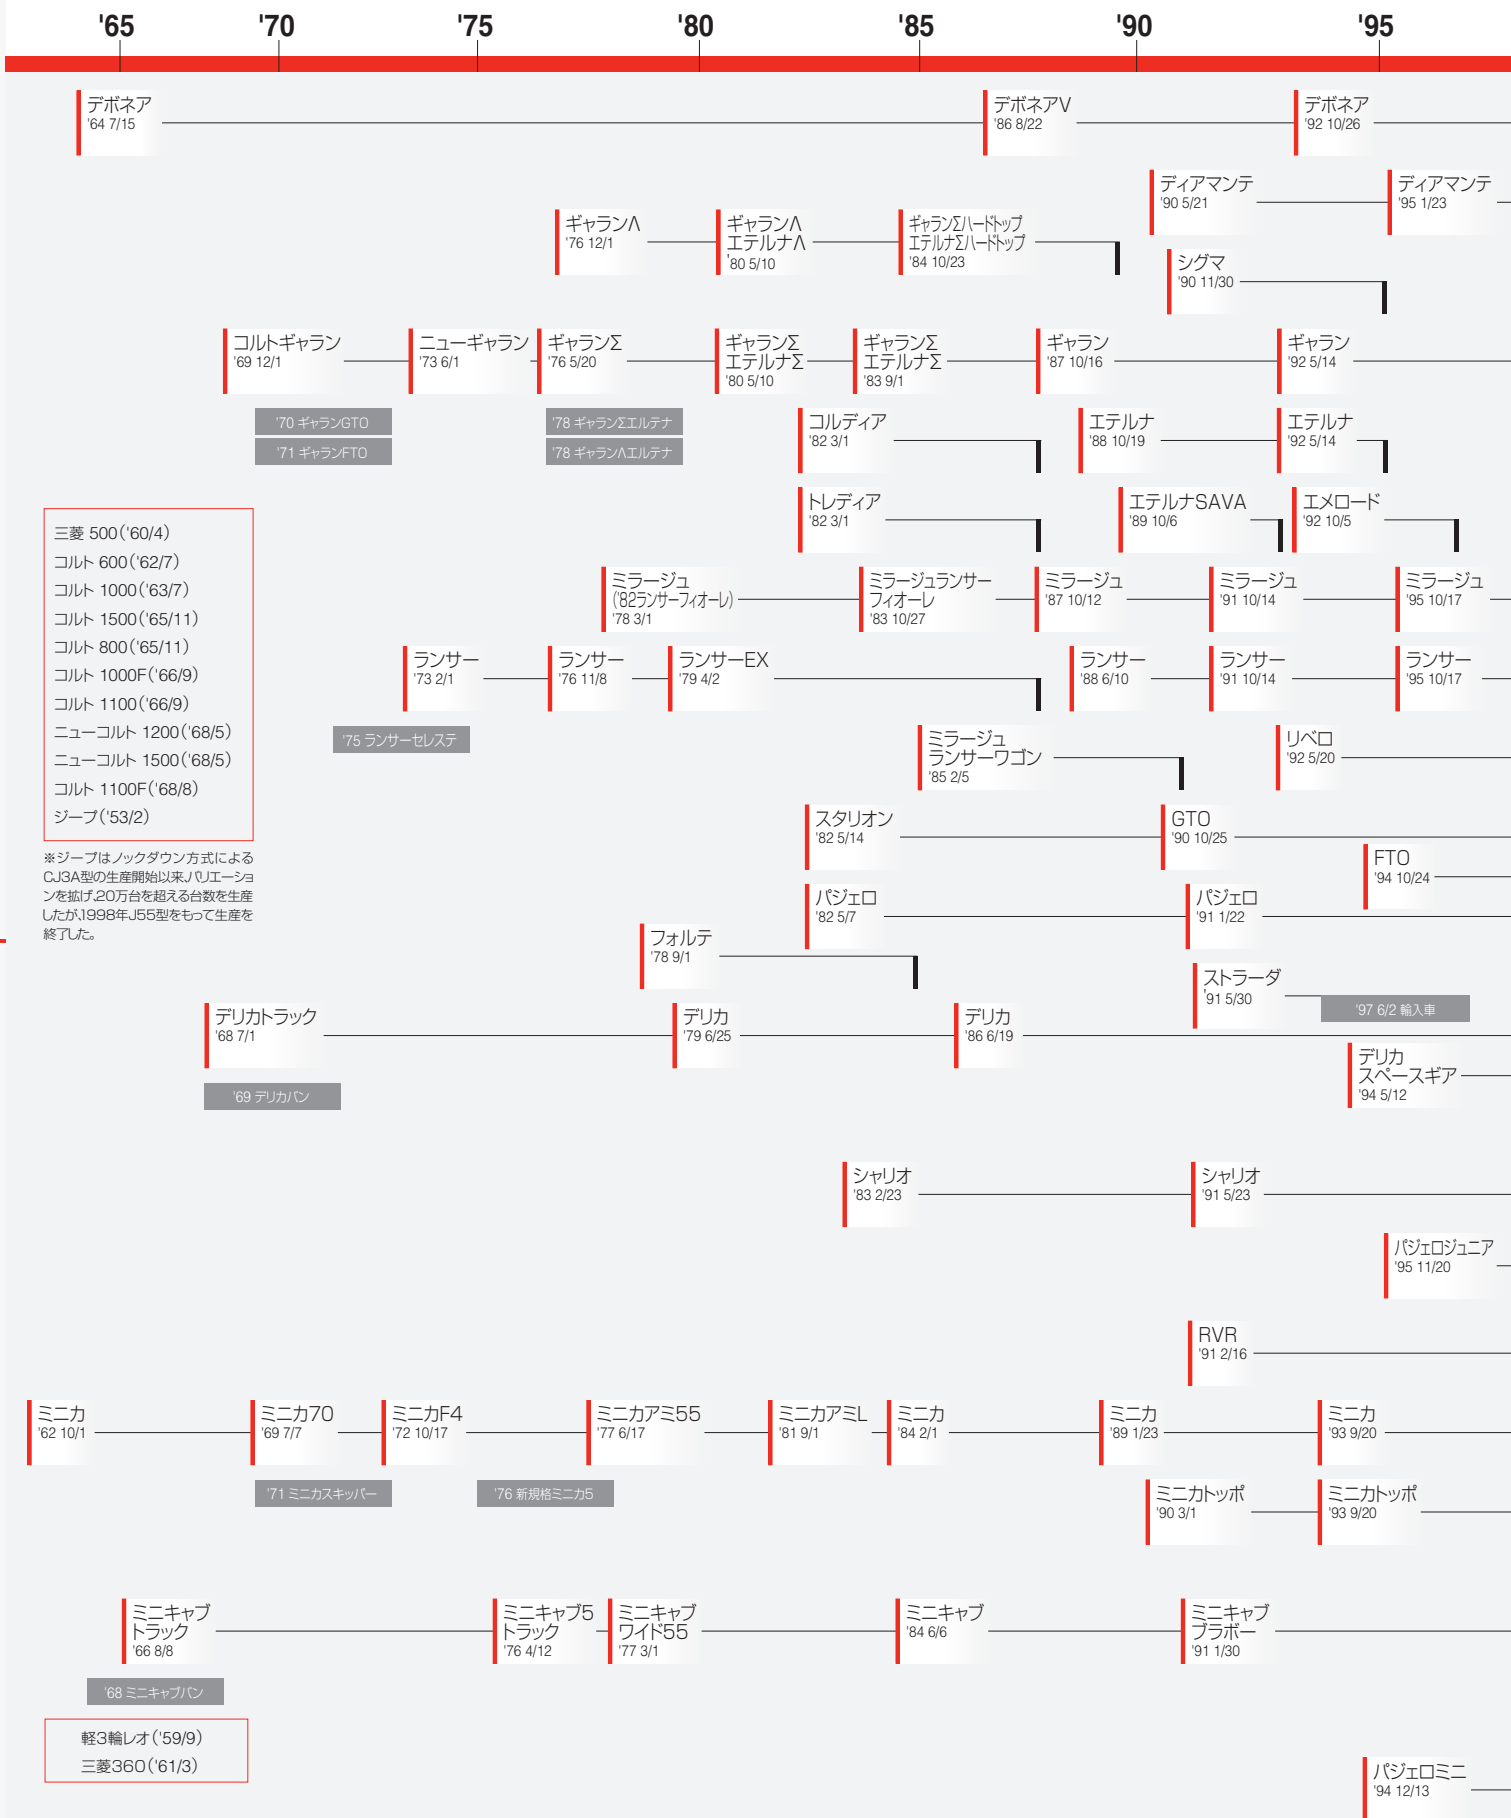 '65 '70 '75 '80 '85 '90 '95
デボネア
'64 7/15
デボネアV
'86 8/22
デボネア
'92 10/26
ディアマンテ
'90 5/21
ディアマンテ
'95 1/23
ギャランΛ
'76 12/1
ギャランΛ
エテルナΛ
'80 5/10
ギャランΣハードトップ
エテルナΣハードトップ
'84 10/23
シグマ
'90 11/30
コルトギャラン
'69 12/1
ニューギャラン
'73 6/1
ギャランΣ
'76 5/20
ギャランΣ
エテルナΣ
'80 5/10
ギャランΣ
エテルナΣ
'83 9/1
ギャラン
'87 10/16
ギャラン
'92 5/14
'70 ギャランGTO
'71 ギャランFTO
'78 ギャランΣエルテナ
'78 ギャランΛエルテナ
コルディア
'82 3/1
エテルナ
'88 10/19
エテルナ
'92 5/14
トレディア
'82 3/1
エテルナSAVA
'89 10/6
エメロード
'92 10/5
三菱 500('60/4)
コルト 600('62/7)
コルト 1000('63/7)
コルト 1500('65/11)
コルト 800('65/11)
コルト 1000F('66/9)
コルト 1100('66/9)
ニューコルト 1200('68/5)
ニューコルト 1500('68/5)
コルト 1100F('68/8)
ジープ('53/2)
※ジープはノックダウン方式による
CJ3A型の生産開始以来、バリエーショ
ンを拡げ、20万台を超える台数を生産
したが、1998年J55型をもって生産を
終了した。
ミラージュ
('82ランサーフィオーレ)
'78 3/1
ミラージュランサー
フィオーレ
'83 10/27
ミラージュ
'87 10/12
ミラージュ
'91 10/14
ミラージュ
'95 10/17
ランサー
'73 2/1
ランサー
'76 11/8
ランサーEX
'79 4/2
ランサー
'88 6/10
ランサー
'91 10/14
ランサー
'95 10/17
'75 ランサーセレステ
ミラージュ
ランサーワゴン
'85 2/5
リベロ
'92 5/20
スタリオン
'82 5/14
GTO
'90 10/25
FTO
'94 10/24
パジェロ
'82 5/7
パジェロ
'91 1/22
フォルテ
'78 9/1
ストラーダ
'91 5/30
'97 6/2 輸入車
デリカトラック
'68 7/1
デリカ
'79 6/25
デリカ
'86 6/19
デリカ
スペースギア
'94 5/12
'69 デリカバン
シャリオ
'83 2/23
シャリオ
'91 5/23
パジェロジュニア
'95 11/20
RVR
'91 2/16
ミニカ
'62 10/1
ミニカ70
'69 7/7
ミニカF4
'72 10/17
ミニカアミ55
'77 6/17
ミニカアミL
'81 9/1
ミニカ
'84 2/1
ミニカ
'89 1/23
ミニカ
'93 9/20
'71 ミニカスキッパー
'76 新規格ミニカ5
ミニカトッポ
'90 3/1
ミニカトッポ
'93 9/20
ミニキャブ
トラック
'66 8/8
ミニキャブ5
トラック
'76 4/12
ミニキャブ
ワイド55
'77 3/1
ミニキャブ
'84 6/6
ミニキャブ
ブラボー
'91 1/30
'68 ミニキャブバン
軽3輪レオ('59/9)
三菱360('61/3)
パジェロミニ
'94 12/13